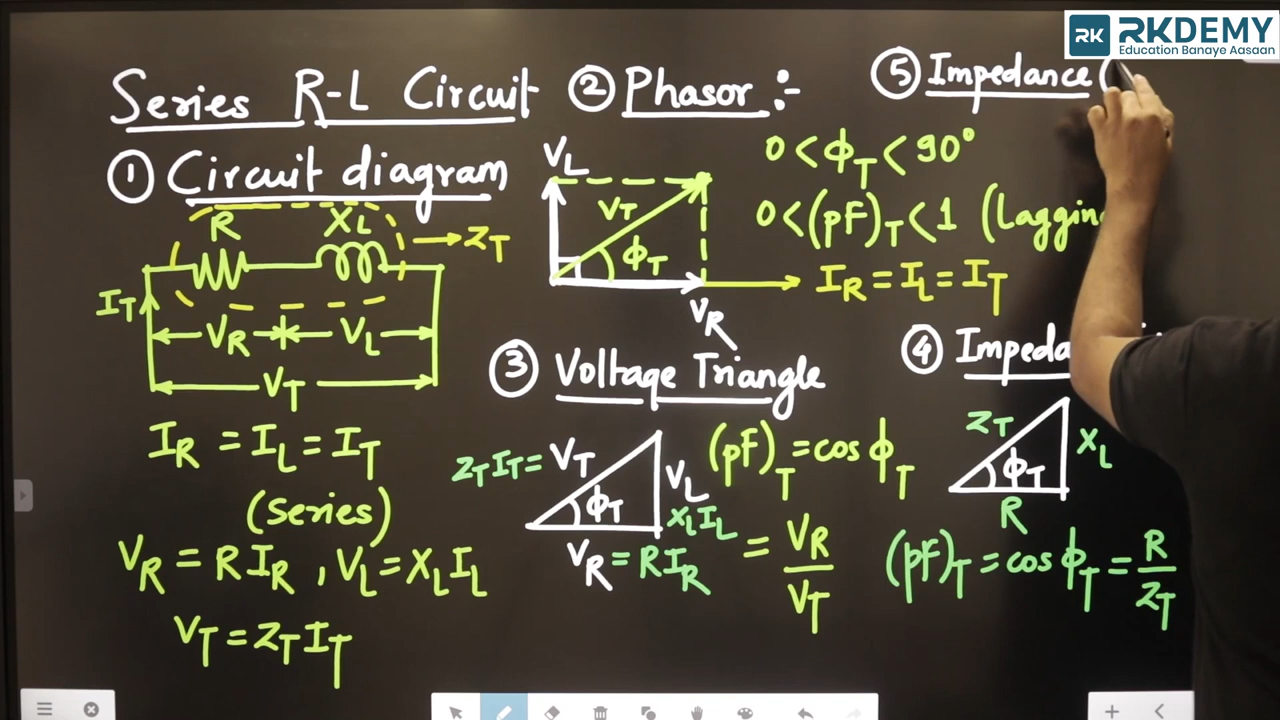 RK RKDEMY
Education Banaye Aasaan
Series R-L Circuit
① Circuit diagram
R XL
→ZT
IT
VR VL
VT
IR = IL = IT
(Series)
VR = RIR , VL = XLIL
VT = ZTIT
② Phasor :-
VL
VT
ϕT
VR
0 < ϕT < 90°
0 < (pF)T < 1 (Lagging
IR = IL = IT
③ Voltage Triangle
ZTIT = VT
ϕT
VL
XLIL
VR = RIR
(pF)T = cos ϕT
= VR/VT
④
ZT
ϕT
XL
R
(pF)T = cos ϕT = R/ZT
⑤ Impedance (